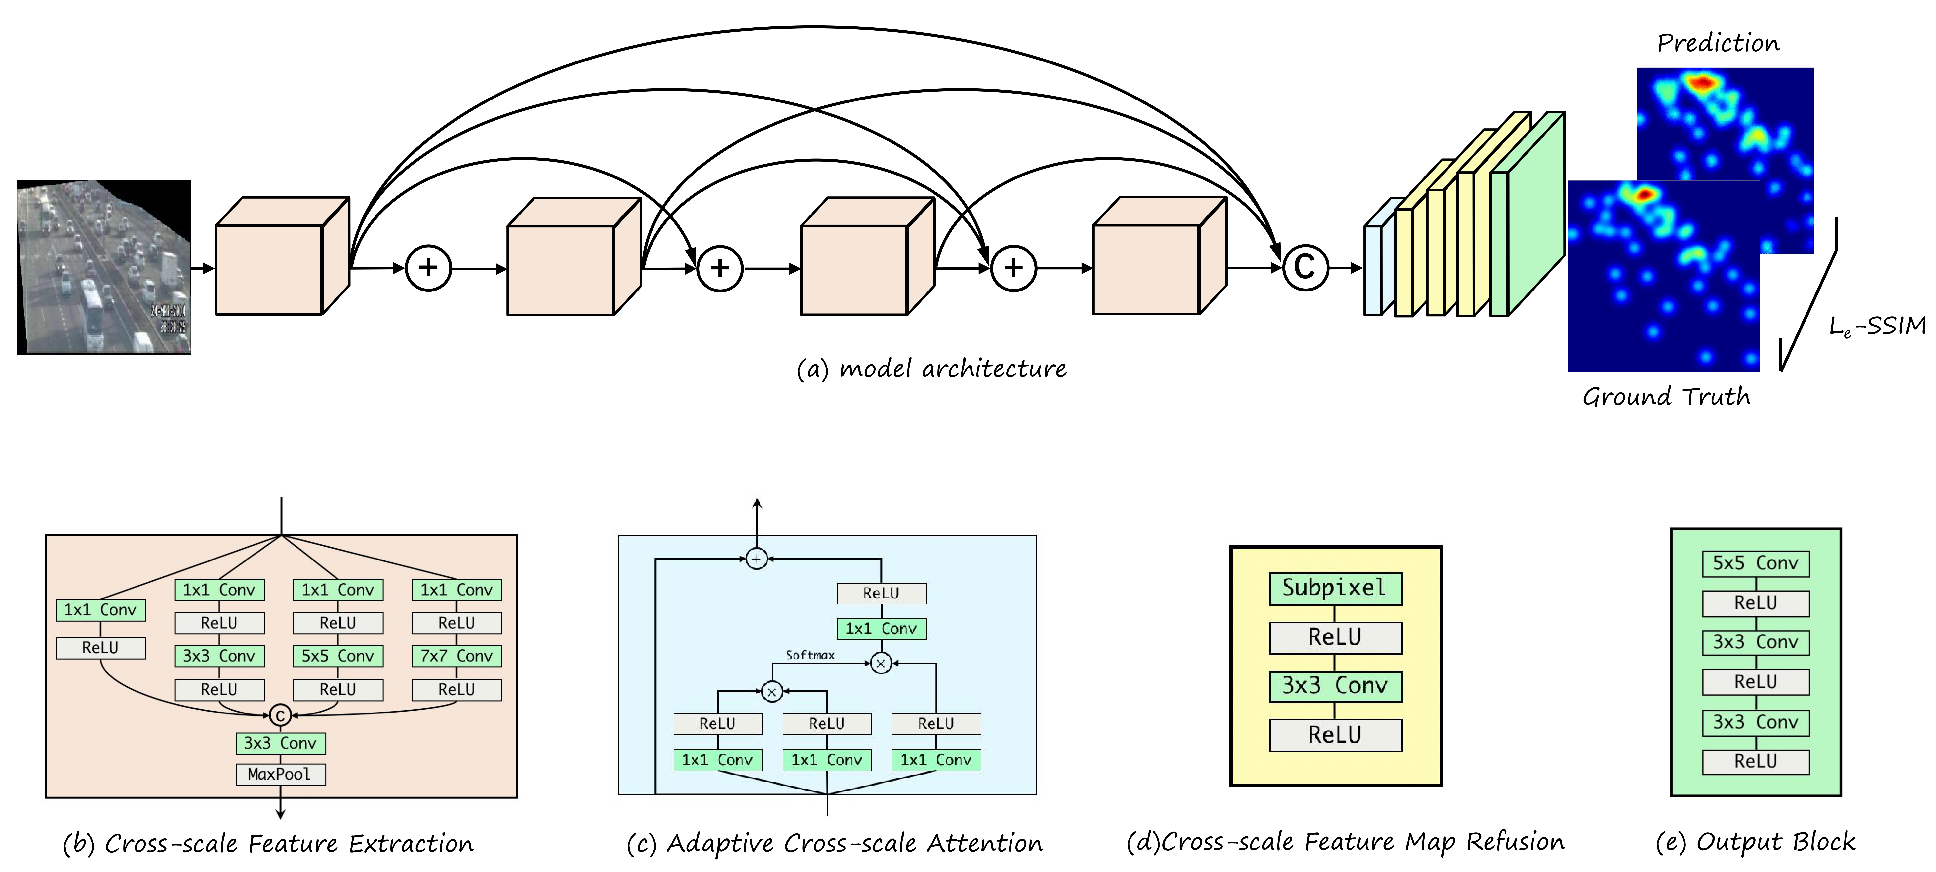 Prediction
+
+
+
C
Le-SSIM
(a) model architecture
Ground Truth
1x1 Conv
ReLU
1x1 Conv
ReLU
3x3 Conv
ReLU
1x1 Conv
ReLU
5x5 Conv
ReLU
1x1 Conv
ReLU
7x7 Conv
ReLU
C
3x3 Conv
MaxPool
(b) Cross-scale Feature Extraction
+
ReLU
1x1 Conv
Softmax
×
×
ReLU
ReLU
ReLU
1x1 Conv
1x1 Conv
1x1 Conv
(c) Adaptive Cross-scale Attention
Subpixel
ReLU
3x3 Conv
ReLU
(d)Cross-scale Feature Map Refusion
5x5 Conv
ReLU
3x3 Conv
ReLU
3x3 Conv
ReLU
(e) Output Block